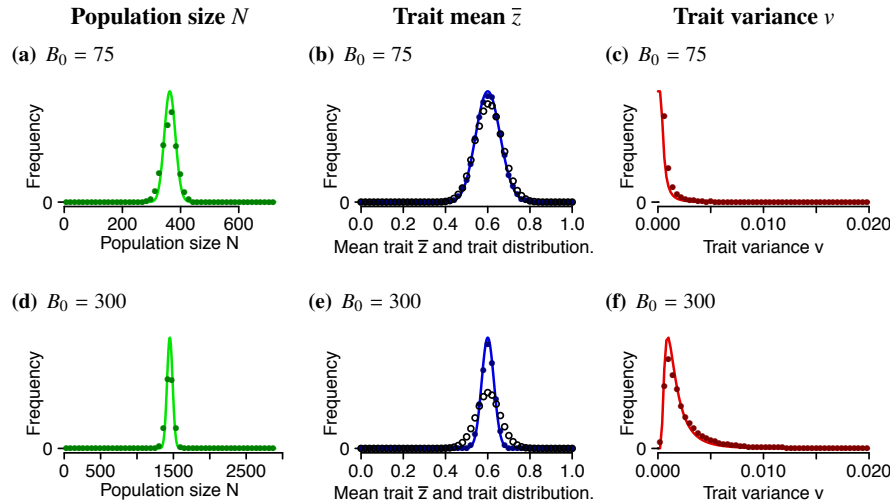 Population size N
Trait mean z̅
Trait variance v
(a) B₀ = 75
(b) B₀ = 75
(c) B₀ = 75
Frequency
0
0 200 400 600
Population size N
Frequency
0
0.0 0.2 0.4 0.6 0.8 1.0
Mean trait z̅ and trait distribution.
Frequency
0
0.000 0.010 0.020
Trait variance v
(d) B₀ = 300
(e) B₀ = 300
(f) B₀ = 300
Frequency
0
0 500 1500 2500
Population size N
Frequency
0
0.0 0.2 0.4 0.6 0.8 1.0
Mean trait z̅ and trait distribution.
Frequency
0
0.000 0.010 0.020
Trait variance v